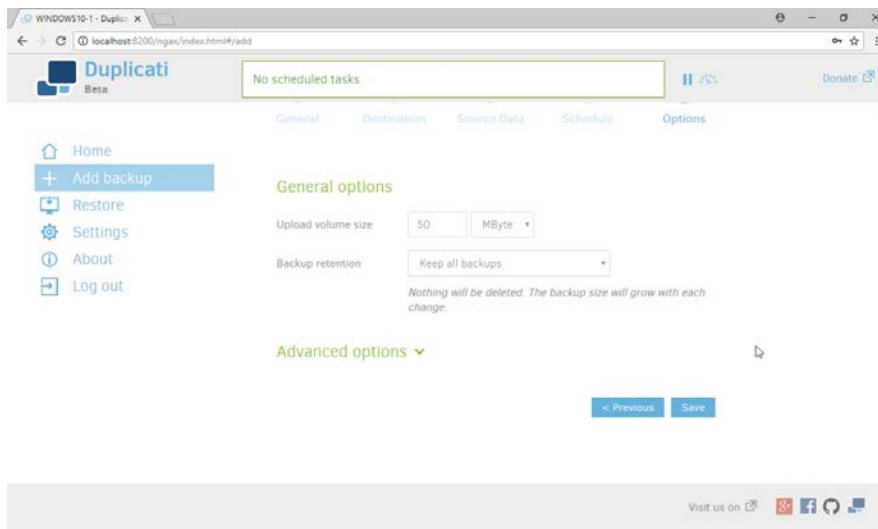 WINDOWS10-1 - Duplic
localhost:8200/ngax/index.html#/add
Duplicati
Beta
No scheduled tasks
Donate
General Destination Source Data Schedule Options
Home
Add backup
Restore
Settings
About
Log out
General options
Upload volume size 50 MByte
Backup retention Keep all backups
Nothing will be deleted. The backup size will grow with each
change.
Advanced options
< Previous Save
Visit us on